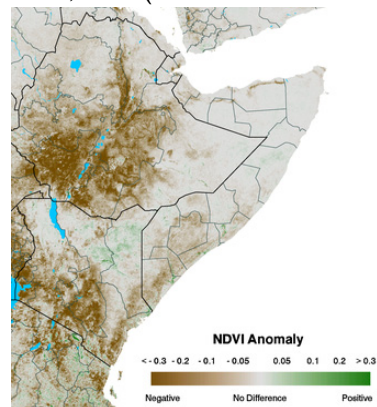 NDVI Anomaly
< - 0.3 - 0.2 - 0.1 - 0.05 0.05 0.1 0.2 > 0.3
Negative No Difference Positive